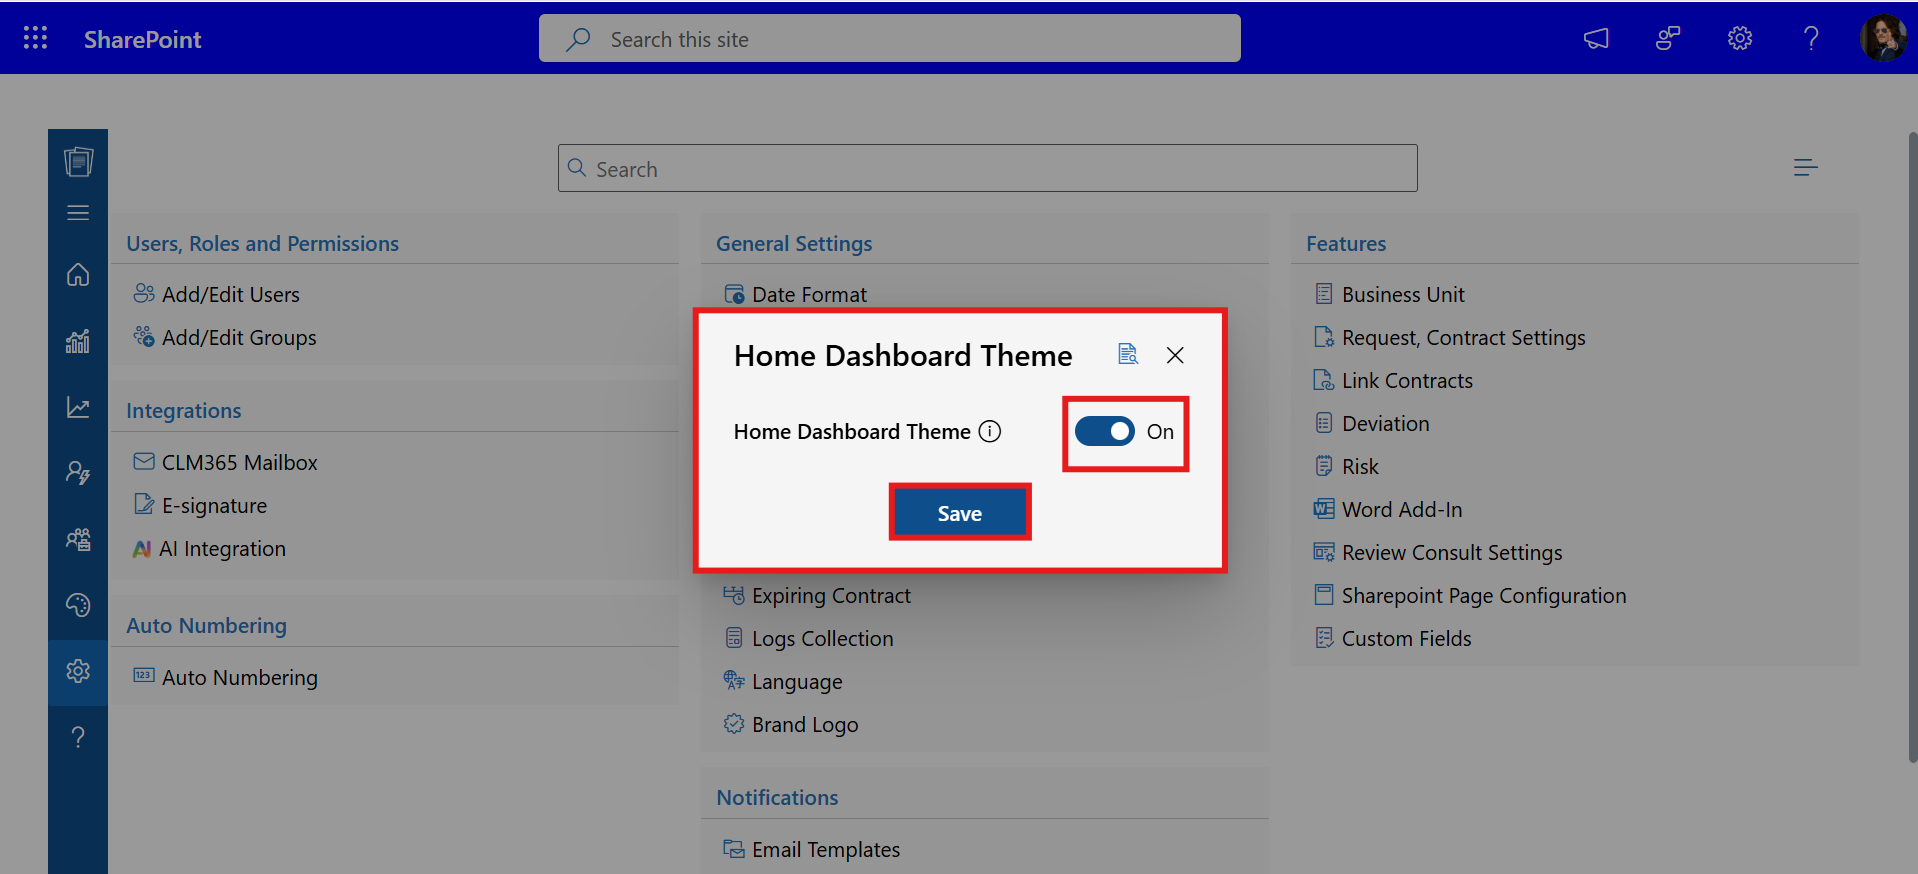 SharePoint
Search this site
Search
Users, Roles and Permissions
Add/Edit Users
Add/Edit Groups
Integrations
CLM365 Mailbox
E-signature
AI Integration
Auto Numbering
123 Auto Numbering
General Settings
Date Format
Home Dashboard Theme
Home Dashboard Theme
On
Save
Expiring Contract
Logs Collection
Language
Brand Logo
Notifications
Email Templates
Features
Business Unit
Request, Contract Settings
Link Contracts
Deviation
Risk
Word Add-In
Review Consult Settings
Sharepoint Page Configuration
Custom Fields